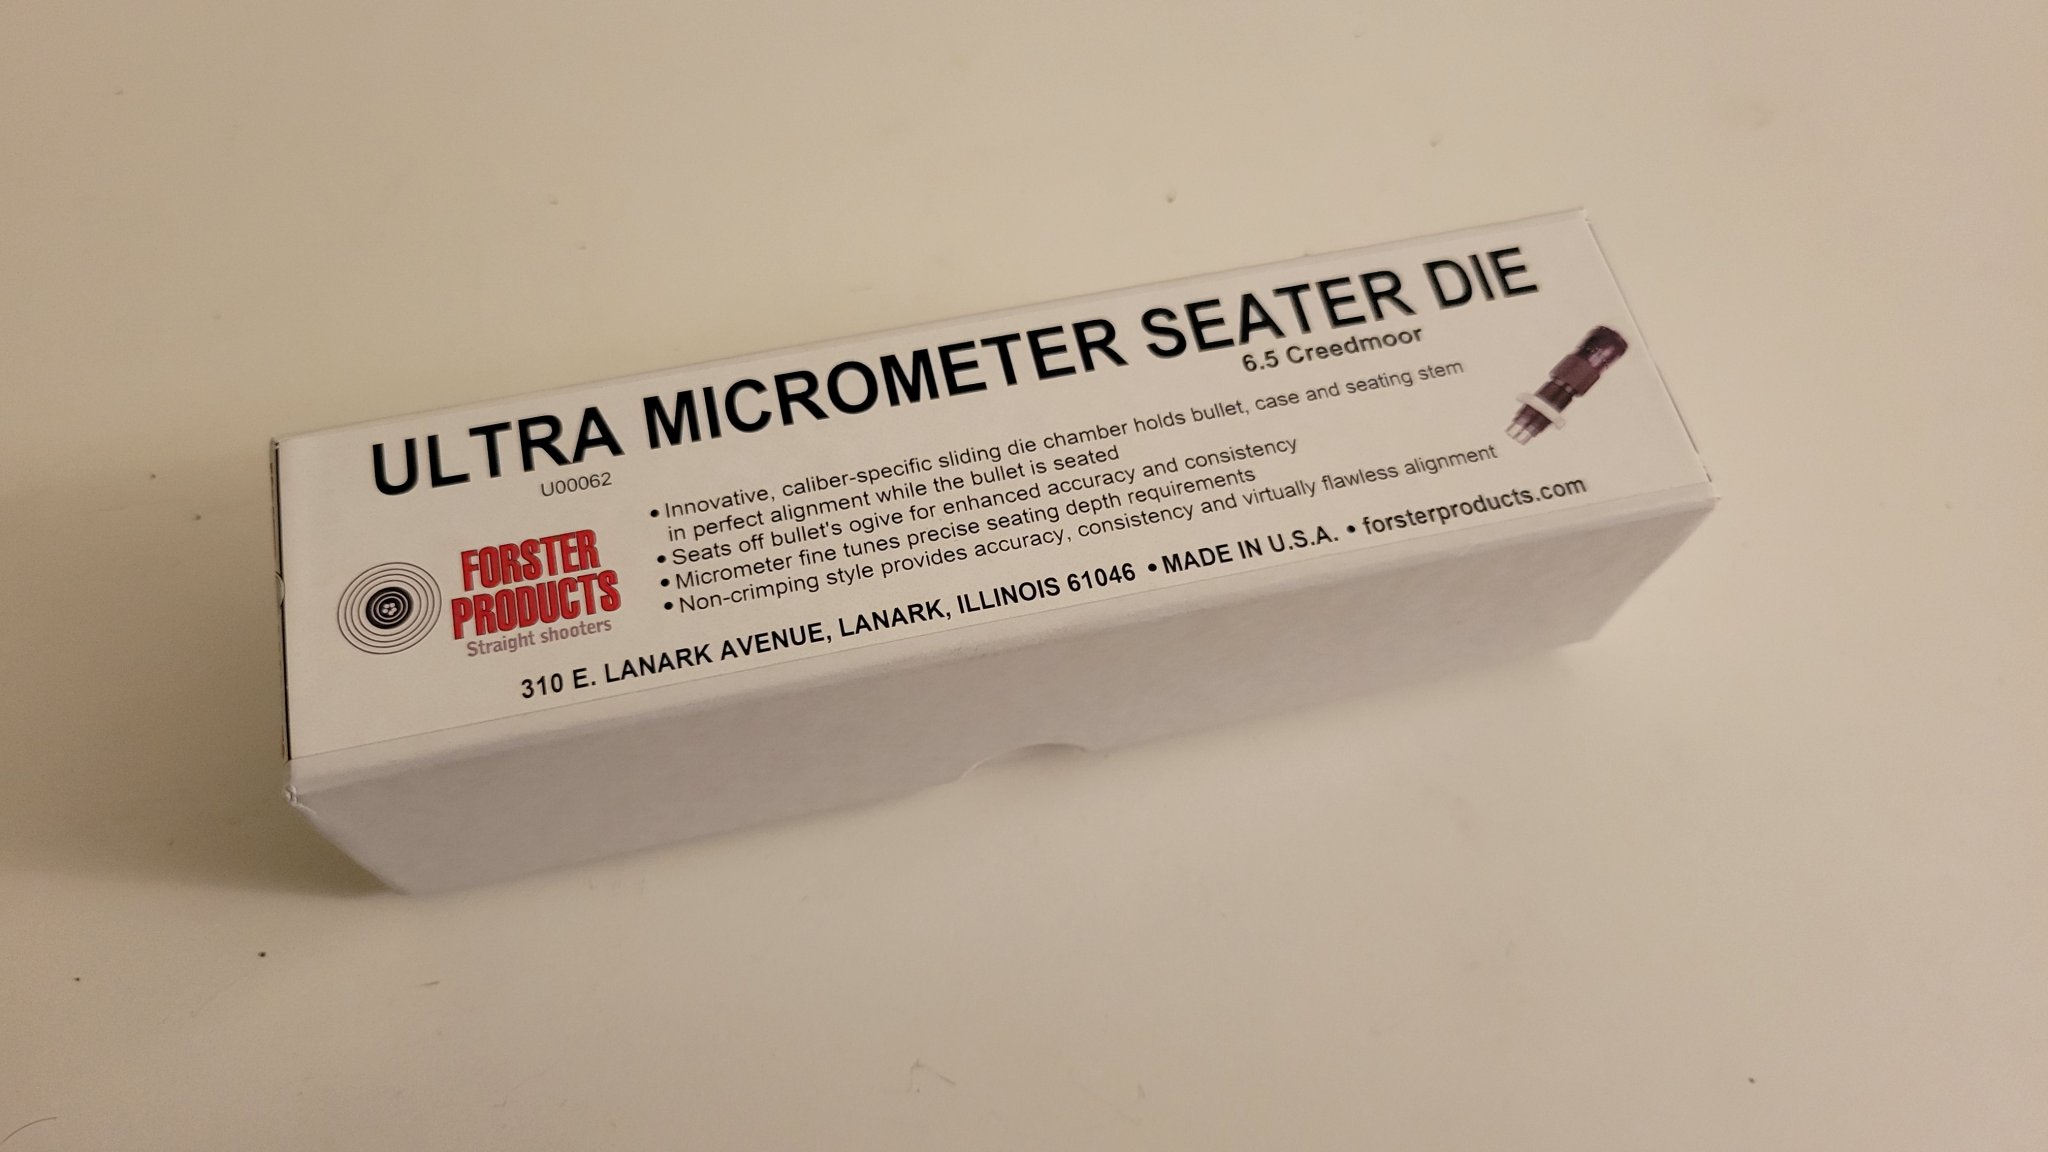 ULTRA MICROMETER SEATER DIE
U00062
6.5 Creedmoor
• Innovative, caliber-specific sliding die chamber holds bullet, case and seating stem
in perfect alignment while the bullet is seated
• Seats off bullet's ogive for enhanced accuracy and consistency
• Micrometer fine tunes precise seating depth requirements
• Non-crimping style provides accuracy, consistency and virtually flawless alignment
FORSTER
PRODUCTS
Straight shooters
310 E. LANARK AVENUE, LANARK, ILLINOIS 61046 • MADE IN U.S.A. • forsterproducts.com